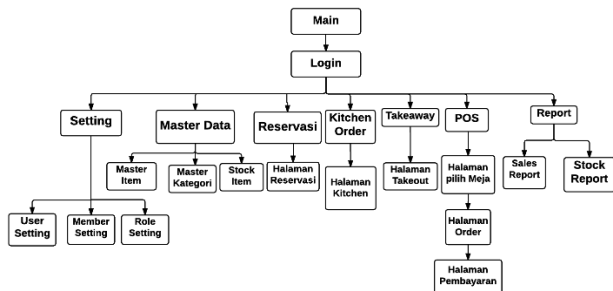 Main
Login
Setting
Master Data
Reservasi
Kitchen
Order
Takeaway
POS
Report
Master
Item
Master
Kategori
Stock
Item
Halaman
Reservasi
Halaman
Kitchen
Halaman
Takeout
Halaman
pilih Meja
Sales
Report
Stock
Report
User
Setting
Member
Setting
Role
Setting
Halaman
Order
Halaman
Pembayaran